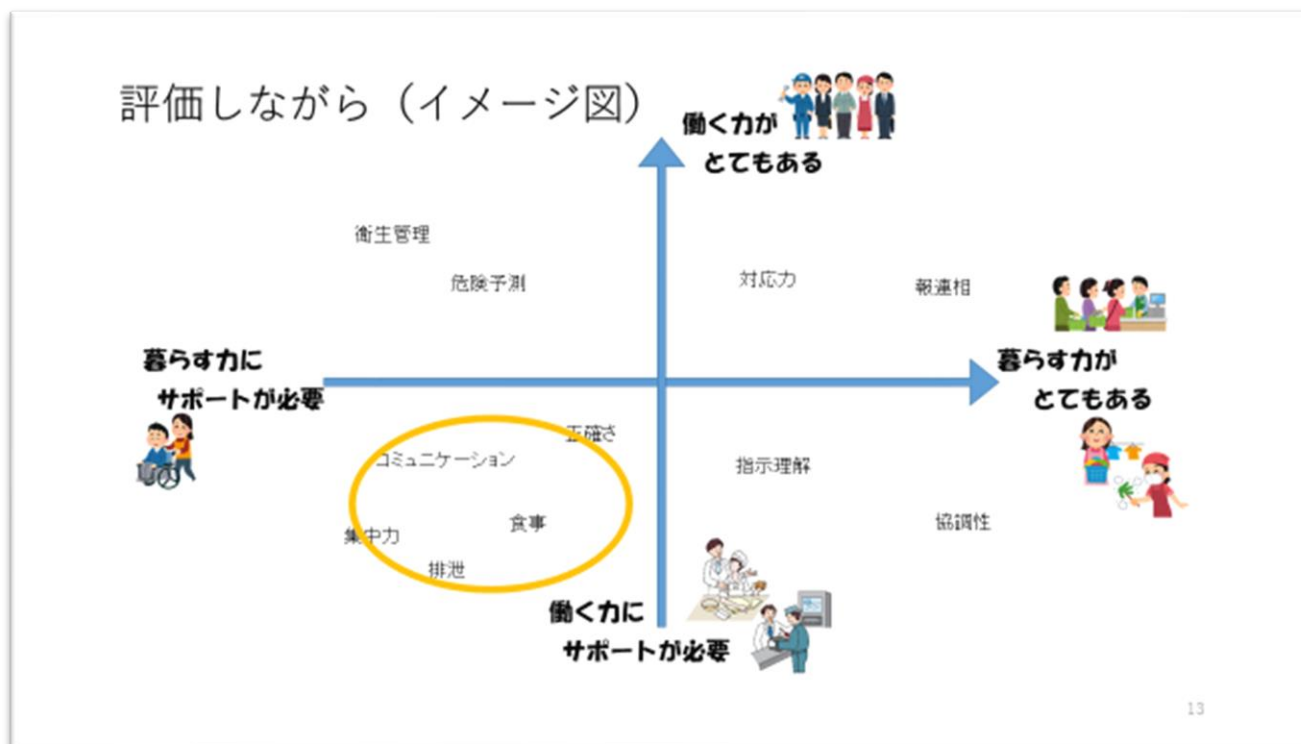 評価しながら（イメージ図）
働く力が
とてもある
衛生管理
危険予測
対応力
報連相
暮らす力に
サポートが必要
暮らす力が
とてもある
正確さ
コミュニケーション
指示理解
食事
協調性
集中力
排泄
働く力に
サポートが必要
13